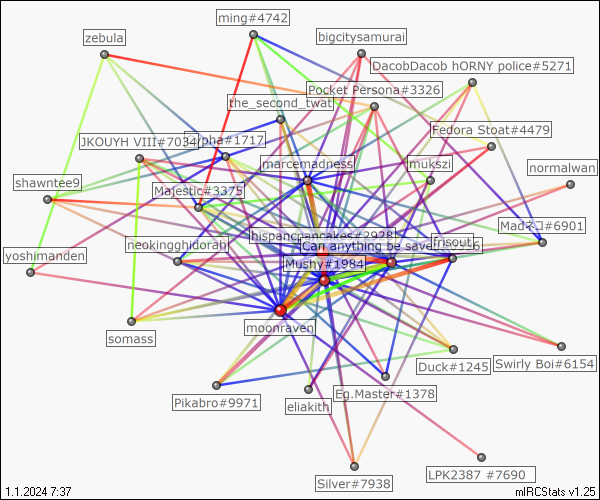 ming#4742
zebula
bigcitysamurai
DacobDacob hORNY police#5271
Pocket Persona#3326
the_second_twat
Fedora Stoat#4479
JKOUYH VIII#7034
pha#1717
marcemadness
mukszi
normalwan
shawntee9
Majestic#3375
hispancpancakes#2928
neokingghidorah
Can anything be save
frisout
Mushy#1984
yoshimanden
moonraven
somass
Duck#1245
Swirly Boi#6154
Eg.Master#1378
Pikabro#9971
eliakith
LPK2387 #7690
Silver#7938
1.1.2024 7:37
mIRCStats v1.25